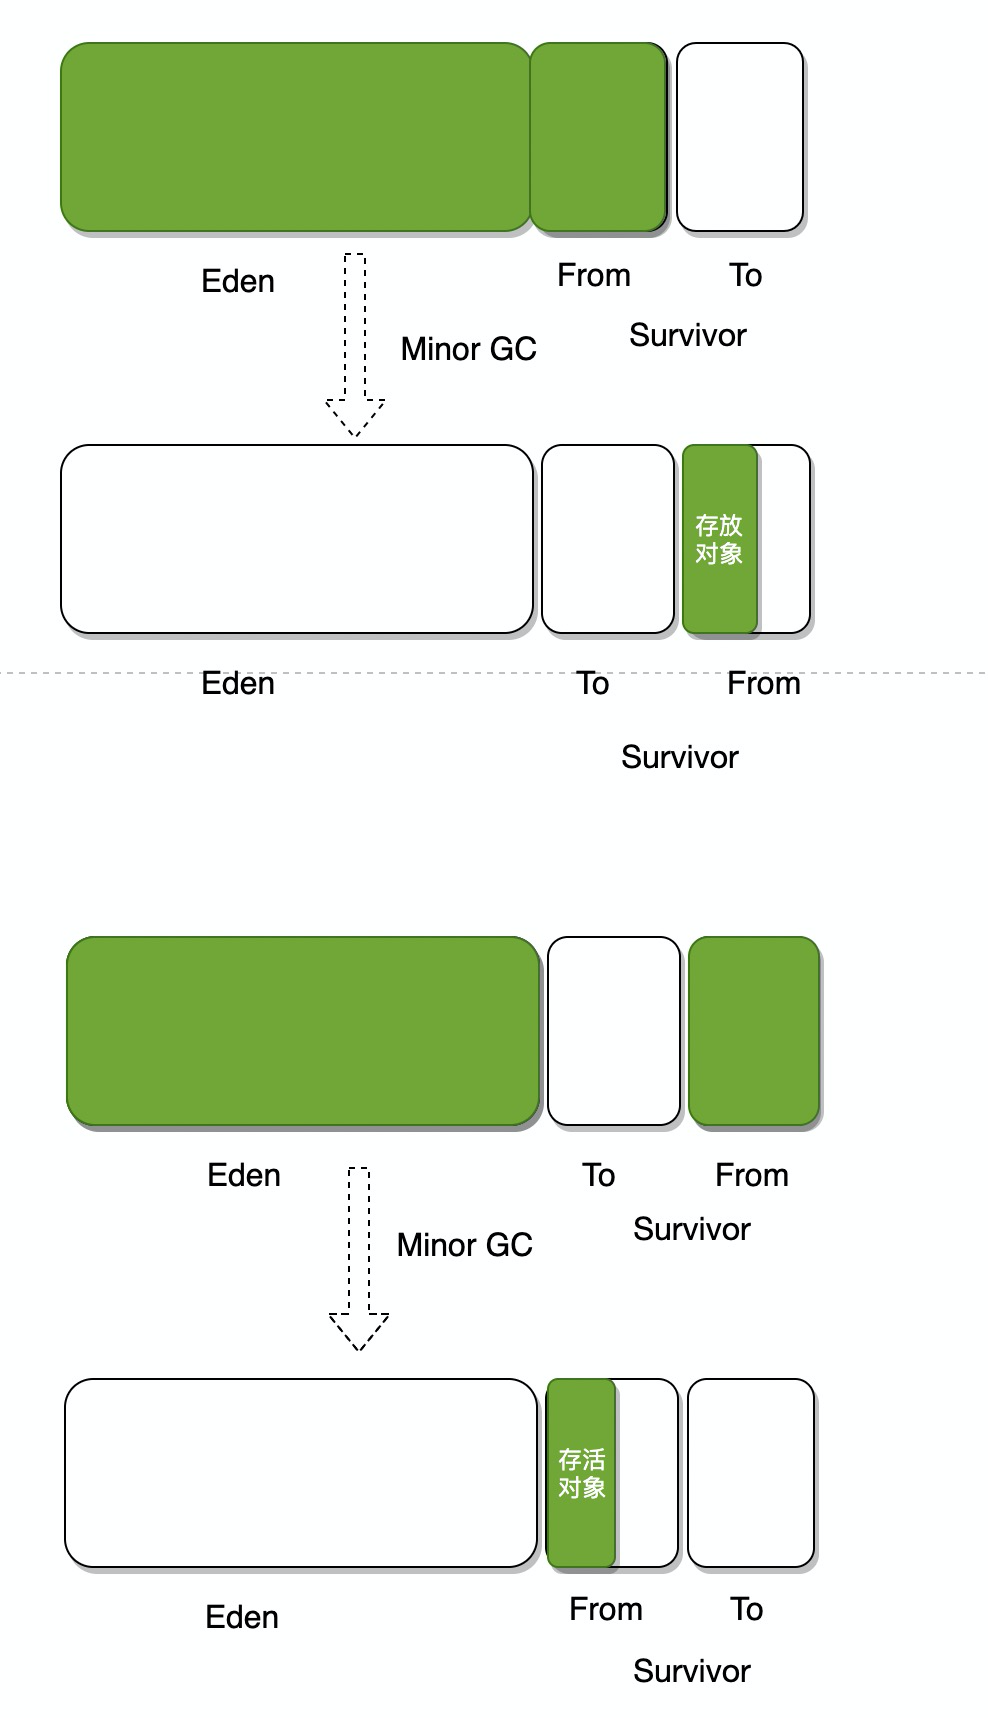 Eden
From
To
Survivor
Minor GC
存放
对象
Eden
To
From
Survivor
Eden
To
From
Survivor
Minor GC
存活
对象
Eden
From
To
Survivor